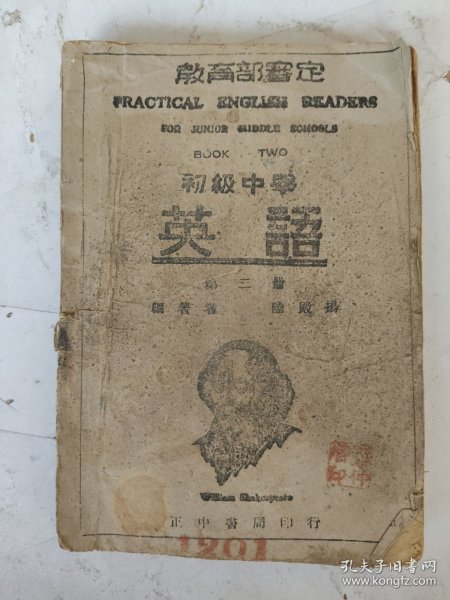 教育部審定
PRACTICAL ENGLISH READERS
FOR JUNIOR MIDDLE SCHOOLS
BOOK TWO
初級中學
英語
第二冊
編著者 陸殿揚
William Shakespeare
正中書局印行
1201
孔夫子旧书网
www.kongfz.com